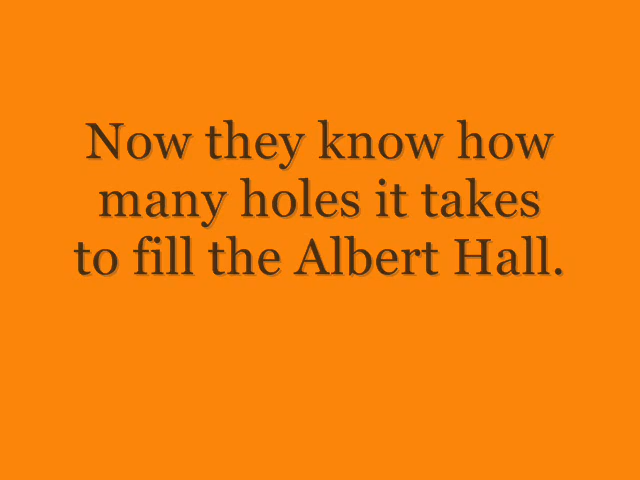 Now they know how
many holes it takes
to fill the Albert Hall.